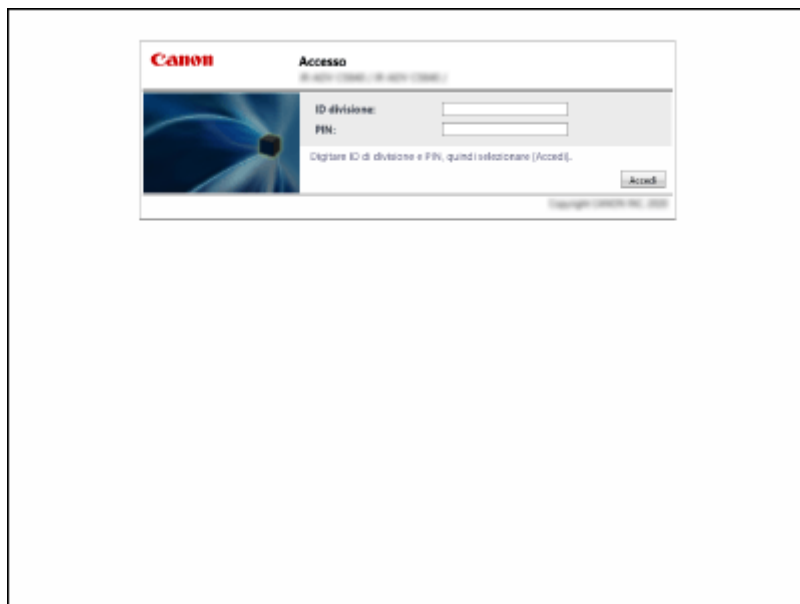 Canon
Accesso
ID divisione:
PIN:
Digitare ID di divisione e PIN, quindi selezionare [Accedi].
Accedi